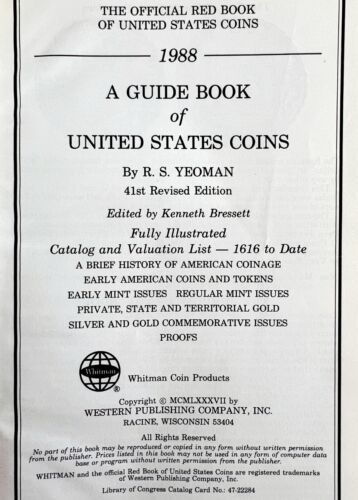 THE OFFICIAL RED BOOK
OF UNITED STATES COINS
1988
A GUIDE BOOK
of
UNITED STATES COINS
By R. S. YEOMAN
41st Revised Edition
Edited by Kenneth Bressett
Fully Illustrated
Catalog and Valuation List — 1616 to Date
A BRIEF HISTORY OF AMERICAN COINAGE
EARLY AMERICAN COINS AND TOKENS
EARLY MINT ISSUES REGULAR MINT ISSUES
PRIVATE, STATE AND TERRITORIAL GOLD
SILVER AND GOLD COMMEMORATIVE ISSUES
PROOFS
Whitman
®
Whitman Coin Products
Copyright © MCMLXXXVII by
WESTERN PUBLISHING COMPANY, INC.
RACINE, WISCONSIN 53404
All Rights Reserved
No part of this book may be reproduced or copied in any form without written permission
from the publisher. Prices listed in this book may not be used in any form of computer data
base or program without written permission from the publisher.
WHITMAN and the official Red Book of United States Coins are registered trademarks
of Western Publishing Company, Inc.
Library of Congress Catalog Card No.: 47-22284